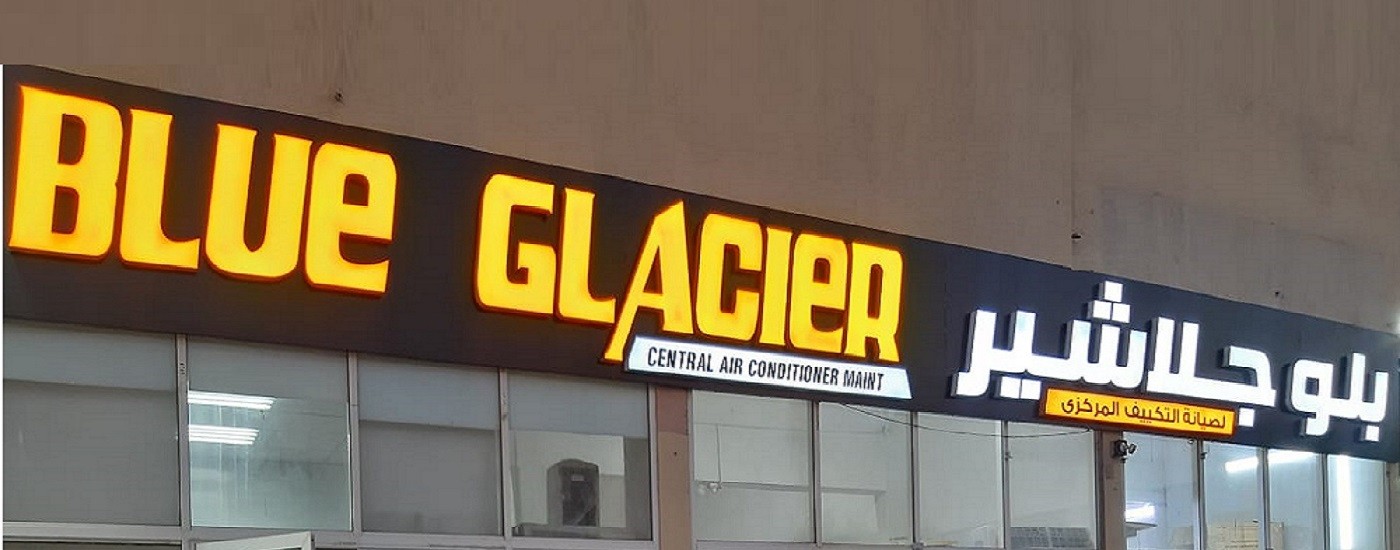 BLUe GLACIeR
CENTRAL AIR CONDITIONER MAINT
بلو جلاشير
لصيانة التكييف المركزي